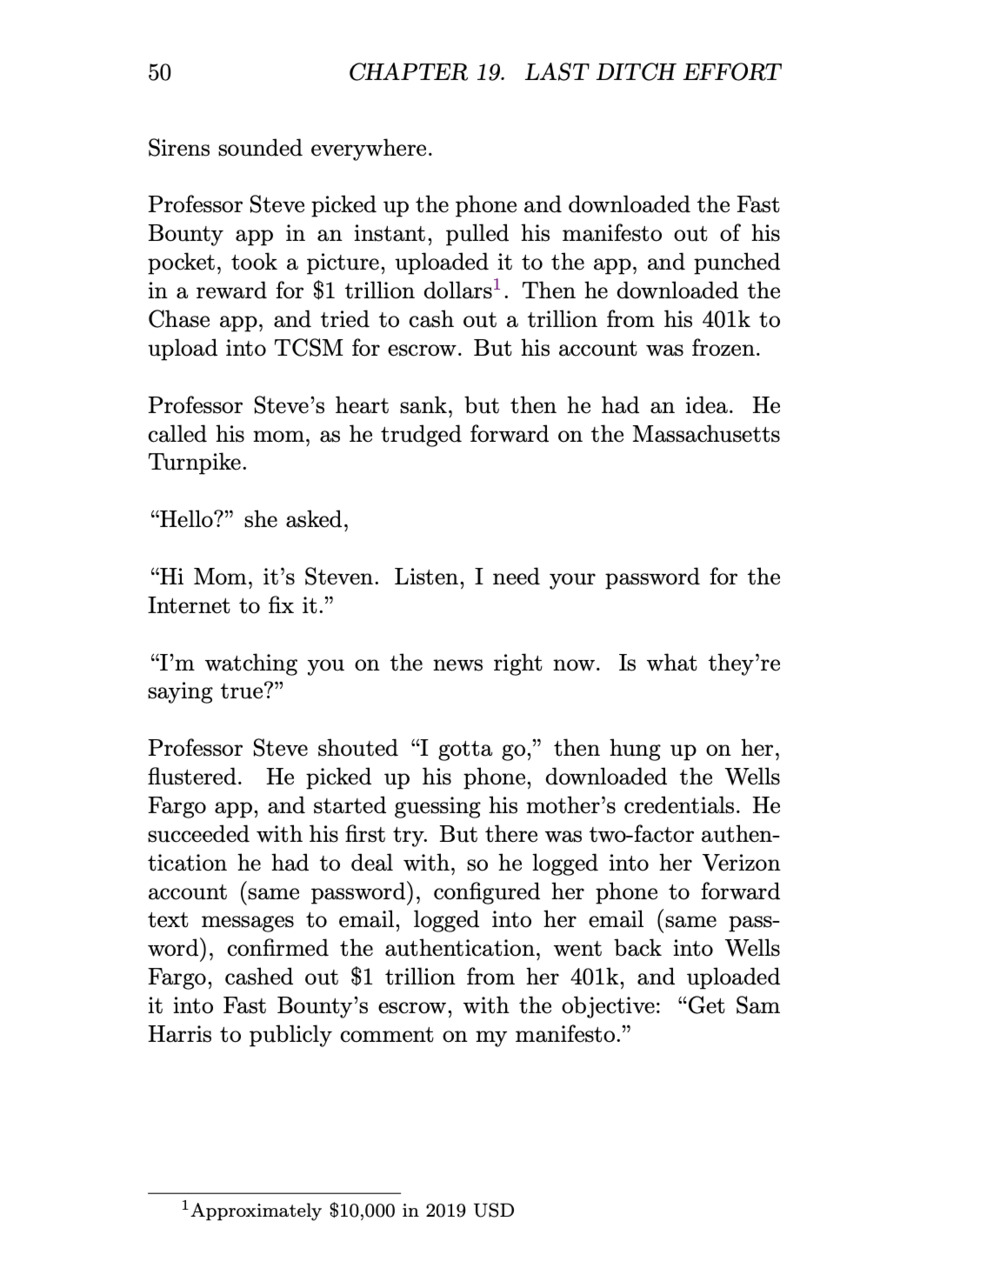 50 CHAPTER 19. LAST DITCH EFFORT
Sirens sounded everywhere.
Professor Steve picked up the phone and downloaded the Fast
Bounty app in an instant, pulled his manifesto out of his
pocket, took a picture, uploaded it to the app, and punched
in a reward for $1 trillion dollars1. Then he downloaded the
Chase app, and tried to cash out a trillion from his 401k to
upload into TCSM for escrow. But his account was frozen.
Professor Steve’s heart sank, but then he had an idea. He
called his mom, as he trudged forward on the Massachusetts
Turnpike.
“Hello?” she asked,
“Hi Mom, it’s Steven. Listen, I need your password for the
Internet to fix it.”
“I’m watching you on the news right now. Is what they’re
saying true?”
Professor Steve shouted “I gotta go,” then hung up on her,
flustered. He picked up his phone, downloaded the Wells
Fargo app, and started guessing his mother’s credentials. He
succeeded with his first try. But there was two-factor authen-
tication he had to deal with, so he logged into her Verizon
account (same password), configured her phone to forward
text messages to email, logged into her email (same pass-
word), confirmed the authentication, went back into Wells
Fargo, cashed out $1 trillion from her 401k, and uploaded
it into Fast Bounty’s escrow, with the objective: “Get Sam
Harris to publicly comment on my manifesto.”
1Approximately $10,000 in 2019 USD